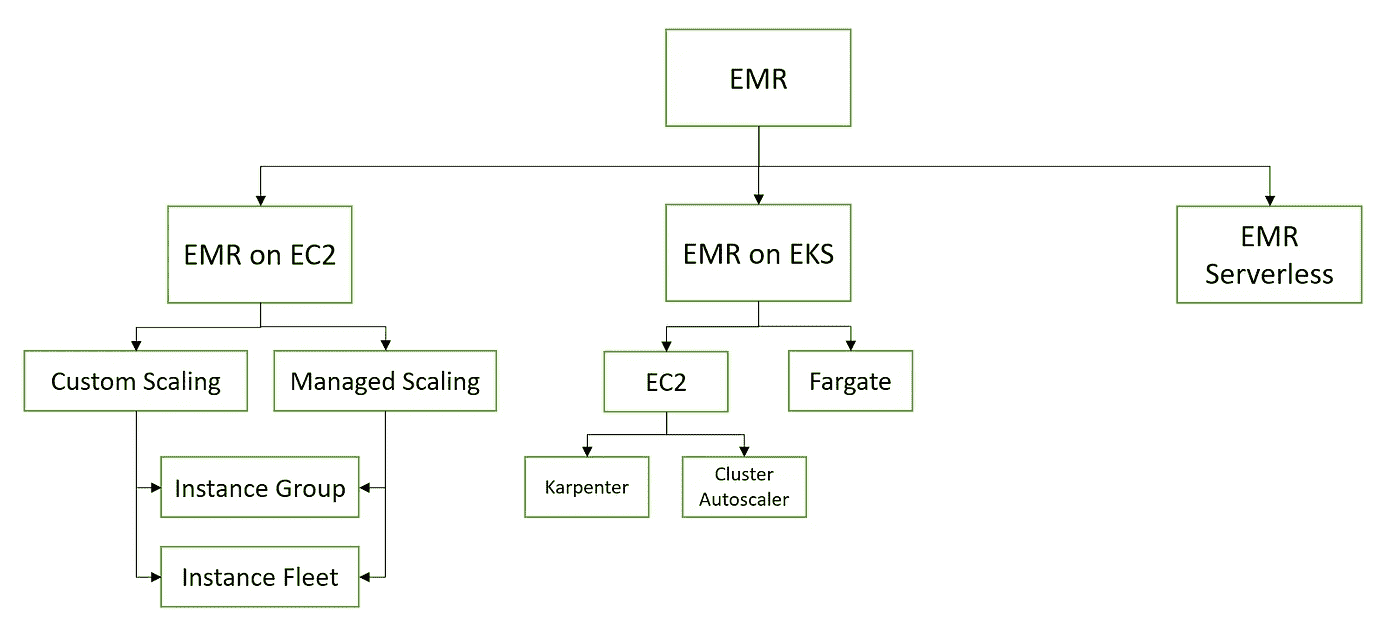 EMR
EMR on EC2
EMR on EKS
EMR
Serverless
Custom Scaling
Managed Scaling
EC2
Fargate
Instance Group
Karpenter
Cluster
Autoscaler
Instance Fleet